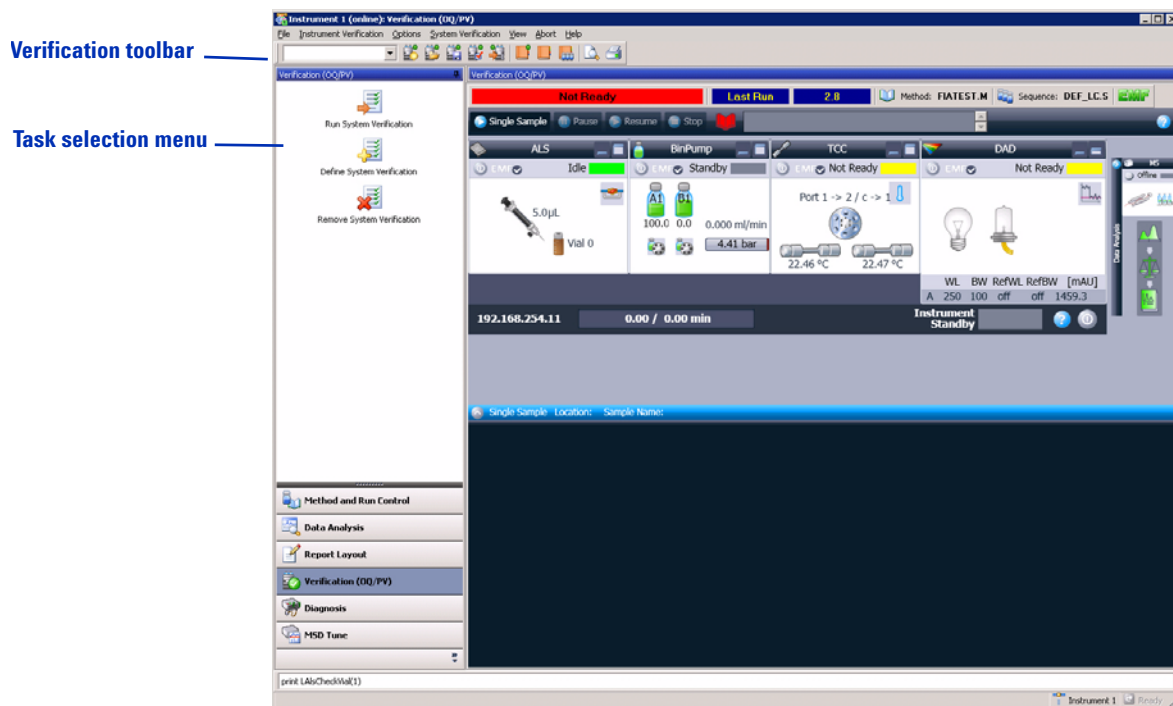 Instrument 1 (online): Verification (OQ/PV)
File Instrument Verification Options System Verification View Abort Help
Verification toolbar
Verification (OQ/PV)
Verification (OQ/PV)
Not Ready Last Run 2.8 Method: FIATEST.M Sequence: DEF_LC.S
Run System Verification
Single Sample Pause Resume Stop
Task selection menu
ALS BinPump TCC DAD MS
EMF Idle EMF Standby EMF Not Ready EMF Not Ready Offline
Define System Verification
Remove System Verification
5.0µL
Vial 0
A1 B1
100.0 0.0 0.000 ml/min
4.41 bar
Port 1 -> 2 / c -> 1
22.46 °C 22.47 °C
Data Analysis
WL BW RefWL RefBW [mAU]
A 250 100 off off 1459.3
192.168.254.11 0.00 / 0.00 min Instrument
Standby
Single Sample Location: Sample Name:
Method and Run Control
Data Analysis
Report Layout
Verification (OQ/PV)
Diagnosis
MSD Tune
print LAlsCheckVial(1)
Instrument 1 Ready